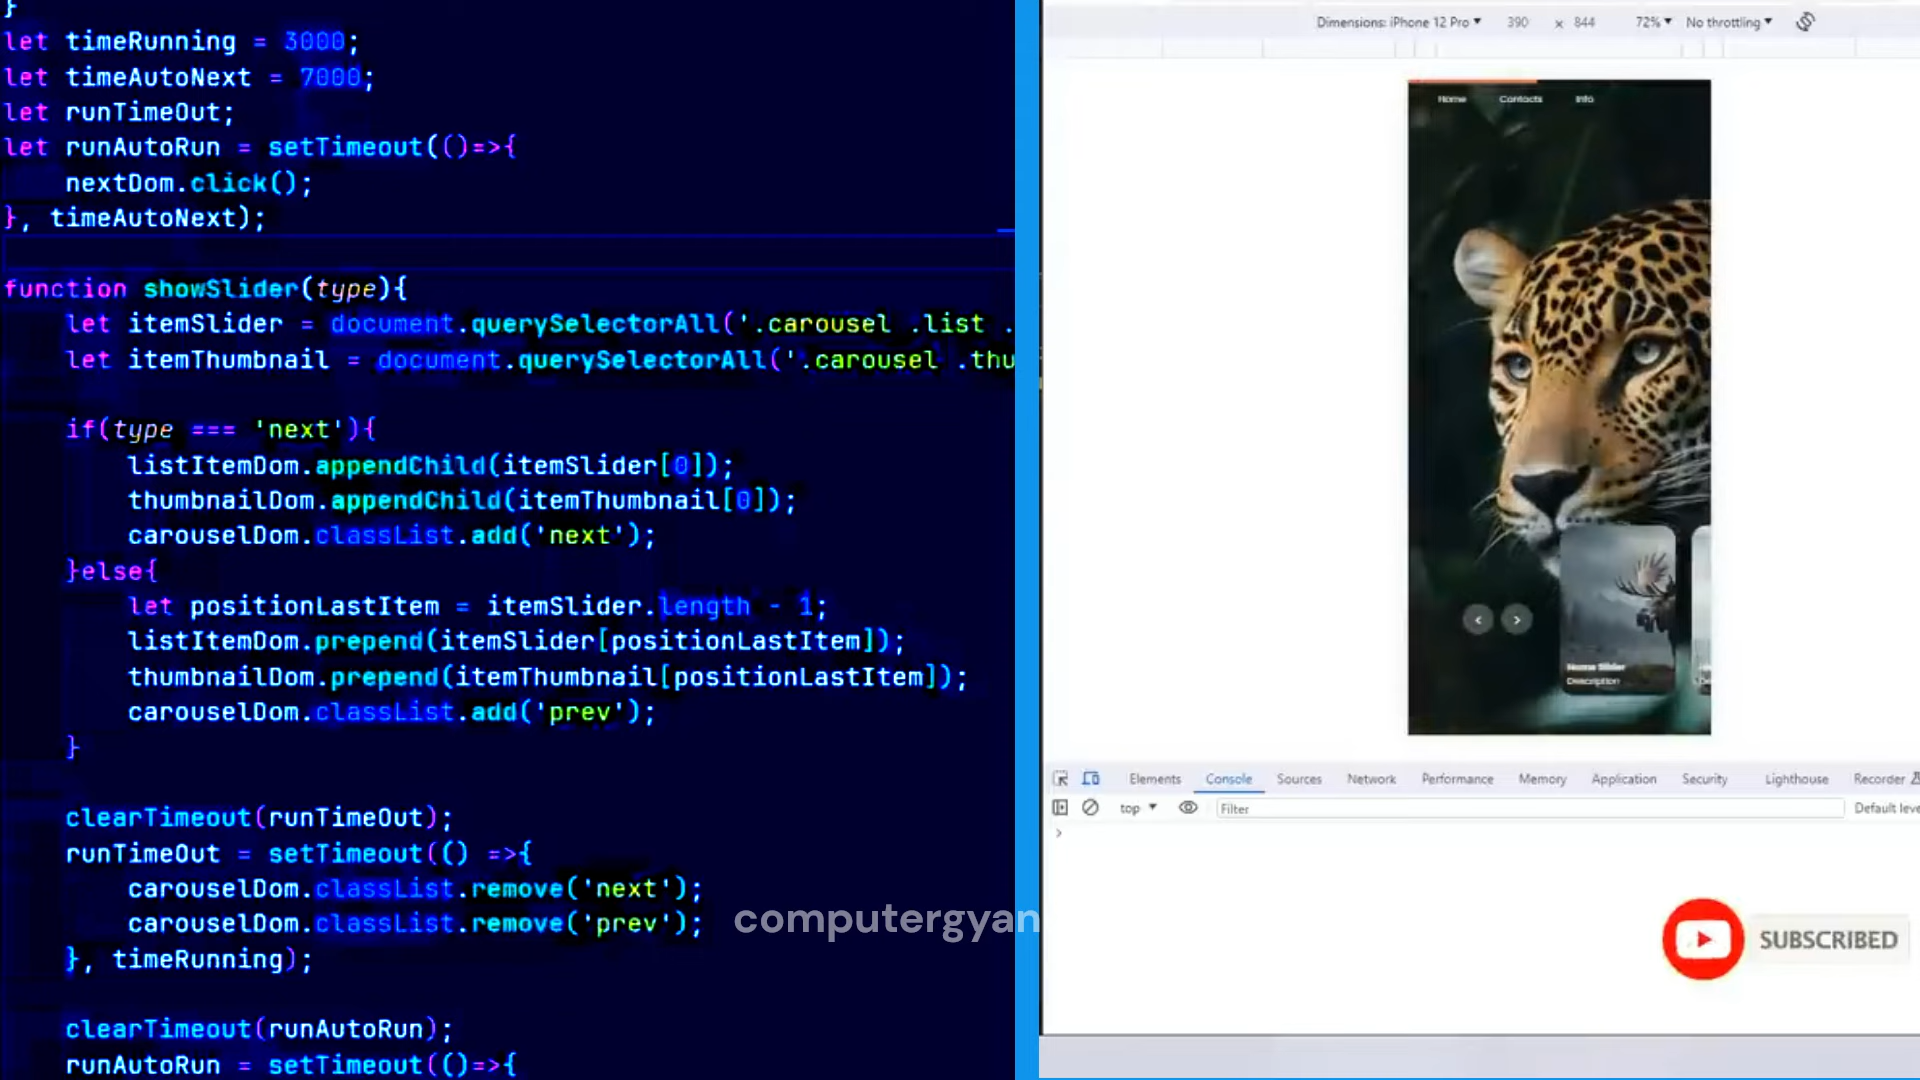 }
let timeRunning = 3000;
let timeAutoNext = 7000;
let runTimeOut;
let runAutoRun = setTimeout(()=>{
    nextDom.click();
}, timeAutoNext);
function showSlider(type){
    let itemSlider = document.querySelectorAll('.carousel .list .
    let itemThumbnail = document.querySelectorAll('.carousel .thu
    if(type === 'next'){
        listItemDom.appendChild(itemSlider[0]);
        thumbnailDom.appendChild(itemThumbnail[0]);
        carouselDom.classList.add('next');
    }else{
        let positionLastItem = itemSlider.length - 1;
        listItemDom.prepend(itemSlider[positionLastItem]);
        thumbnailDom.prepend(itemThumbnail[positionLastItem]);
        carouselDom.classList.add('prev');
    }
    clearTimeout(runTimeOut);
    runTimeOut = setTimeout(() =>{
        carouselDom.classList.remove('next');
        carouselDom.classList.remove('prev');
    }, timeRunning);
    clearTimeout(runAutoRun);
    runAutoRun = setTimeout(()=>{
computergyan
Dimensions: iPhone 12 Pro 390 x 844 72% No throttling
Home Contacts Info
Name Slider
Description
Elements Console Sources Network Performance Memory Application Security Lighthouse Recorder
top Filter Default leve
SUBSCRIBED